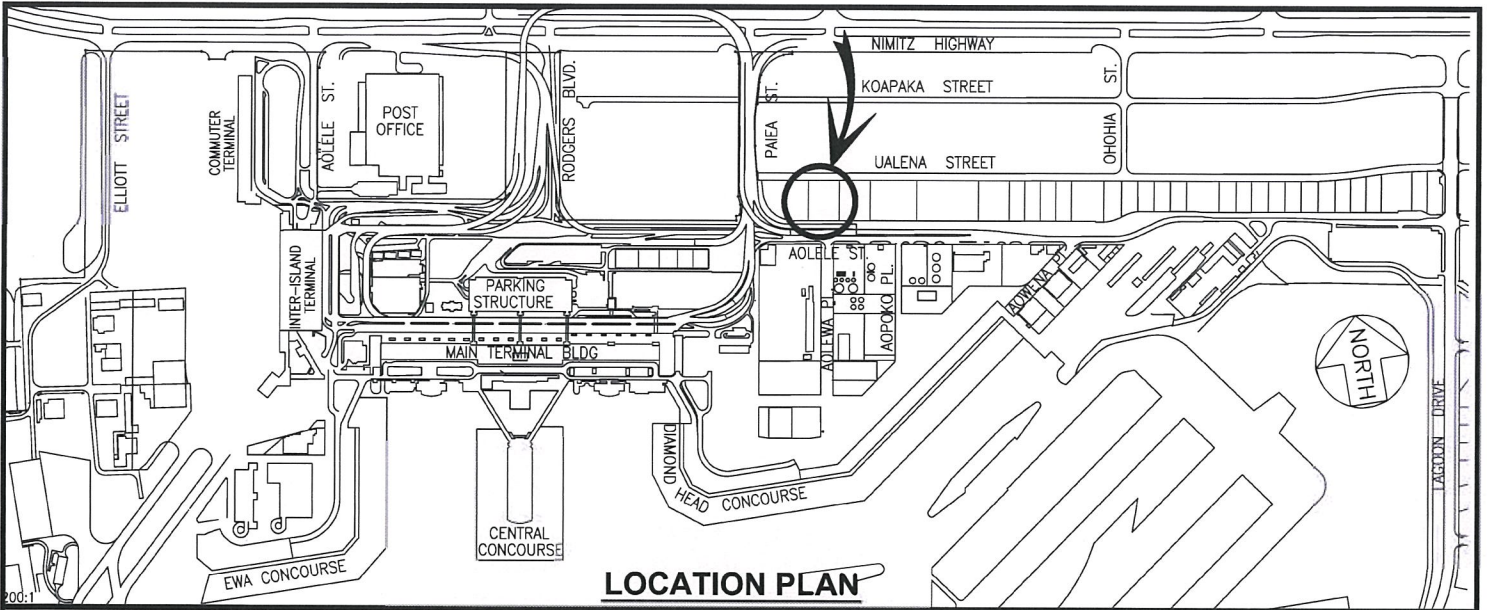 NIMITZ HIGHWAY
KOAPAKA STREET
UALENA STREET
ELLIOTT STREET
COMMUTER
TERMINAL
AOLELE ST.
POST
OFFICE
RODGERS BLVD.
PAIEA ST.
OHOHIA ST.
INTER-ISLAND
TERMINAL
PARKING
STRUCTURE
MAIN TERMINAL BLDG
AOLELE ST.
AOLEWA PL.
AOPOKO PL.
AOWENA PL.
NORTH
LAGOON DRIVE
DIAMOND
HEAD CONCOURSE
CENTRAL
CONCOURSE
EWA CONCOURSE
LOCATION PLAN
200:1